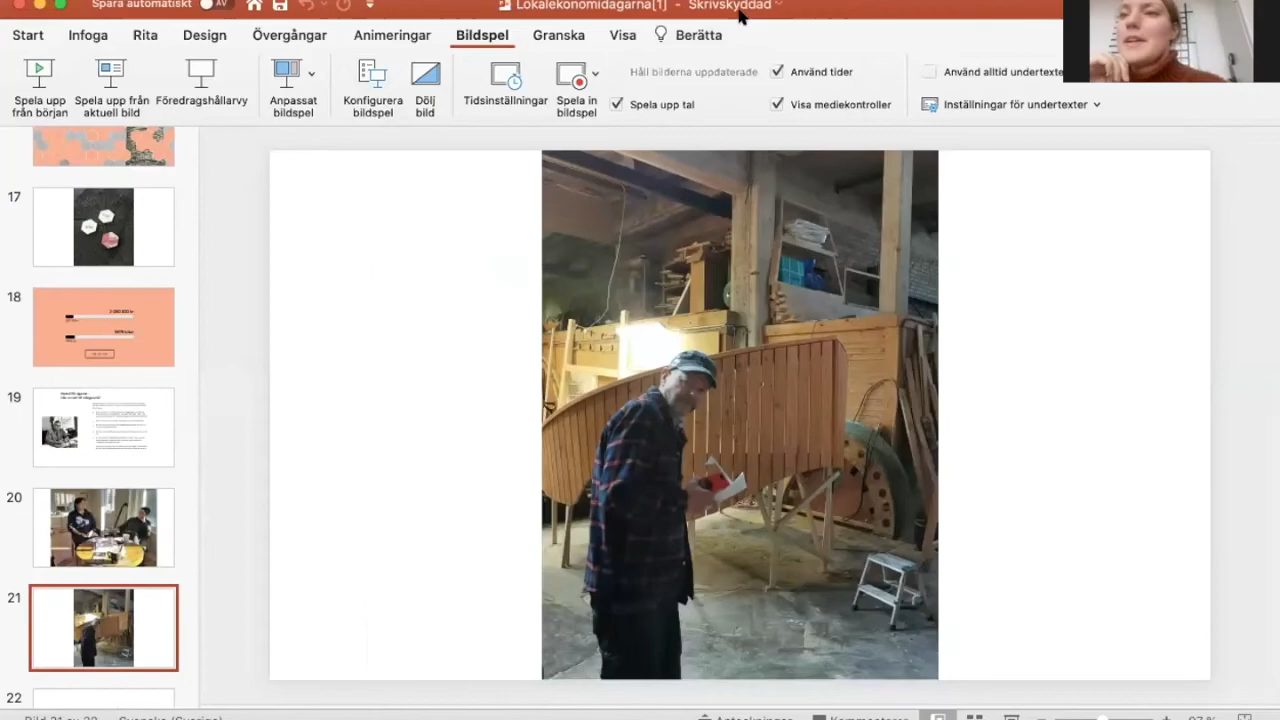 Spara automatiskt AV
Lokalekonomidagarna[1] - Skrivskyddad
Start Infoga Rita Design Övergångar Animeringar Bildspel Granska Visa Berätta
Håll bilderna uppdaterade
Använd tider
Använd alltid undertexte
Spela upp från början
Spela upp från aktuell bild
Föredragshållarvy
Anpassat bildspel
Konfigurera bildspel
Dölj bild
Tidsinställningar
Spela in bildspel
Spela upp tal
Visa mediekontroller
Inställningar för undertexter
17
18
19
20
21
22